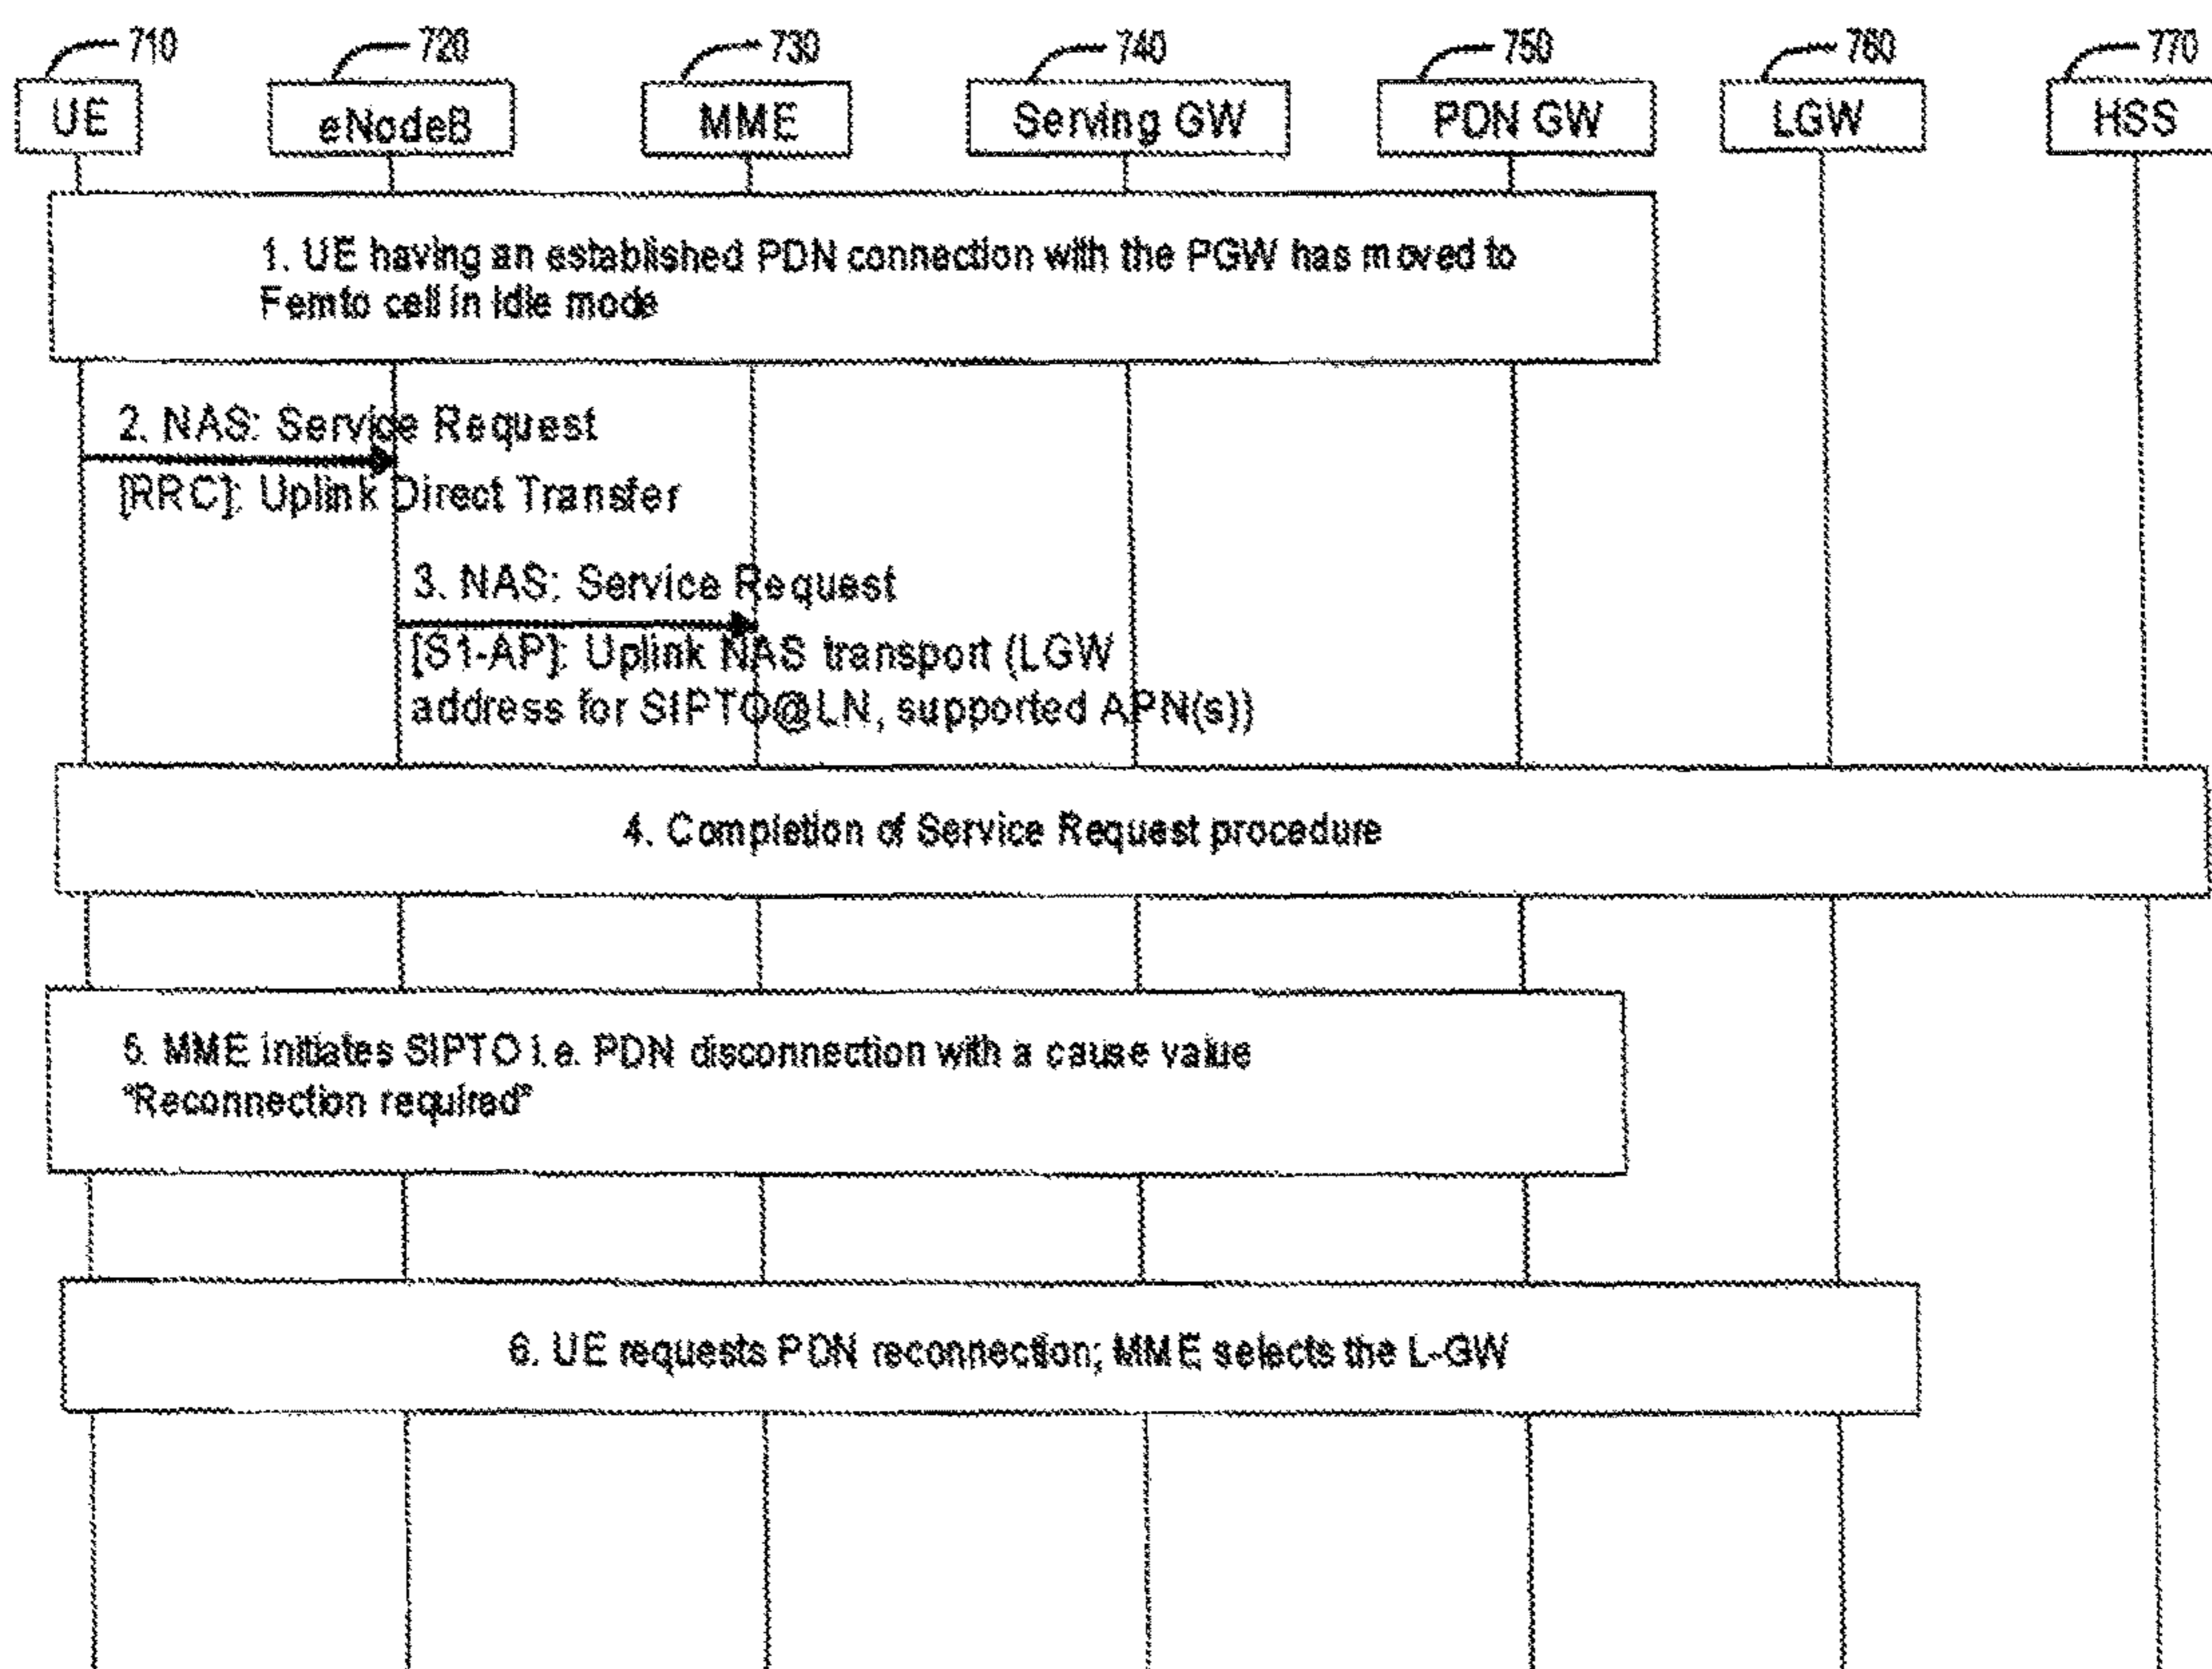 710 720 730 740 750 760 770
UE eNodeB MME Serving GW PDN GW LGW HSS
1. UE having an established PDN connection with the PGW has moved to
Femto cell in idle mode
2. NAS: Service Request
[RRC]: Uplink Direct Transfer
3. NAS: Service Request
[S1-AP]: Uplink NAS transport (LGW
address for SIPTO@LN, supported APN(s))
4. Completion of Service Request procedure
5. MME initiates SIPTO i.e. PDN disconnection with a cause value
"Reconnection required"
6. UE requests PDN reconnection; MME selects the L-GW